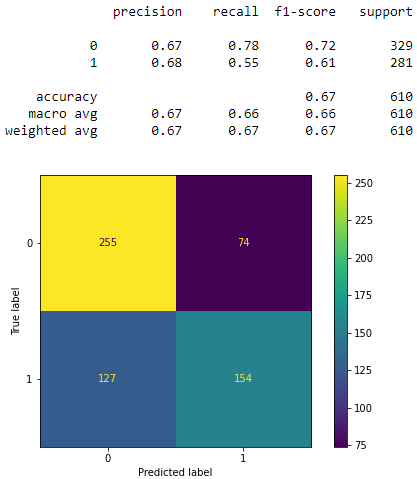 precision recall f1-score support
0 0.67 0.78 0.72 329
1 0.68 0.55 0.61 281
accuracy 0.67 610
macro avg 0.67 0.66 0.66 610
weighted avg 0.67 0.67 0.67 610
250
225
200
175
150
125
100
75
True label
0
255 74
1
127 154
0 1
Predicted label